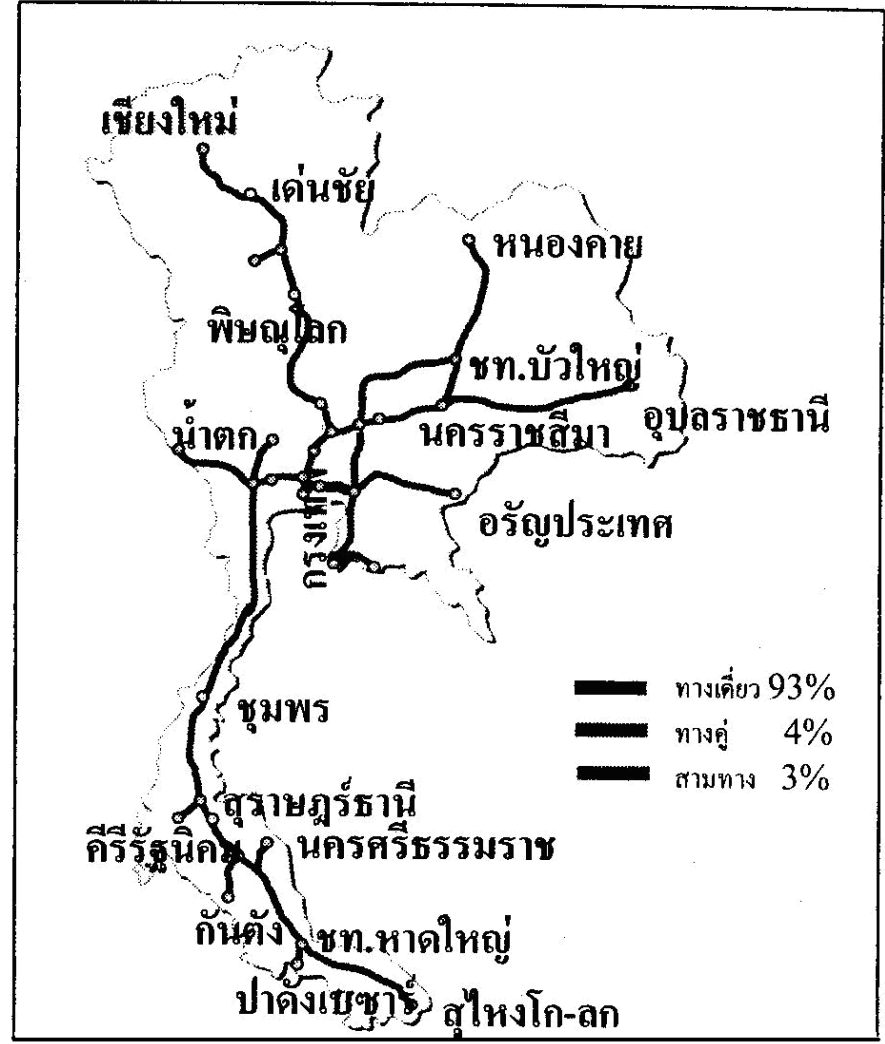 เชียงใหม่
เด่นชัย
หนองคาย
พิษณุโลก
ชท.บัวใหญ่
น้ำตก
นครราชสีมา
อุบลราชธานี
กรุงเทพ
อรัญประเทศ
ทางเดี่ยว 93%
ทางคู่ 4%
สามทาง 3%
ชุมพร
สุราษฎร์ธานี
คีรีรัฐนิคม
นครศรีธรรมราช
กันตัง
ชท.หาดใหญ่
ปาดังเบซาร์
สุไหงโก-ลก